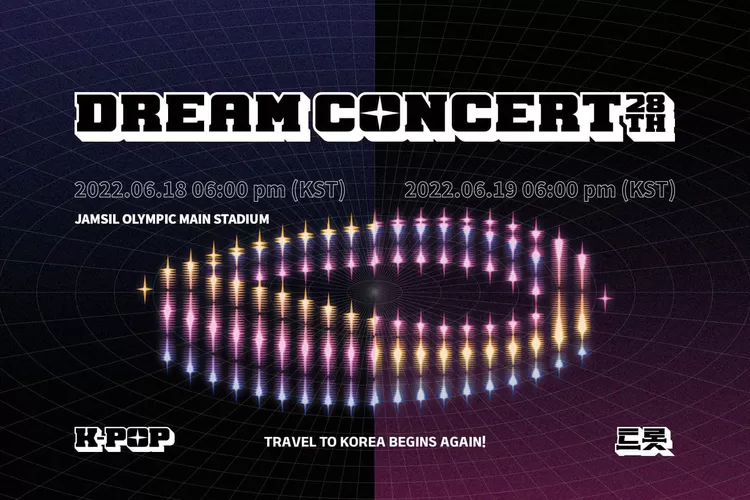 DREAM CONCERT 28TH
2022.06.18 06:00 pm (KST)
2022.06.19 06:00 pm (KST)
JAMSIL OLYMPIC MAIN STADIUM
K-POP
TRAVEL TO KOREA BEGINS AGAIN!
트롯